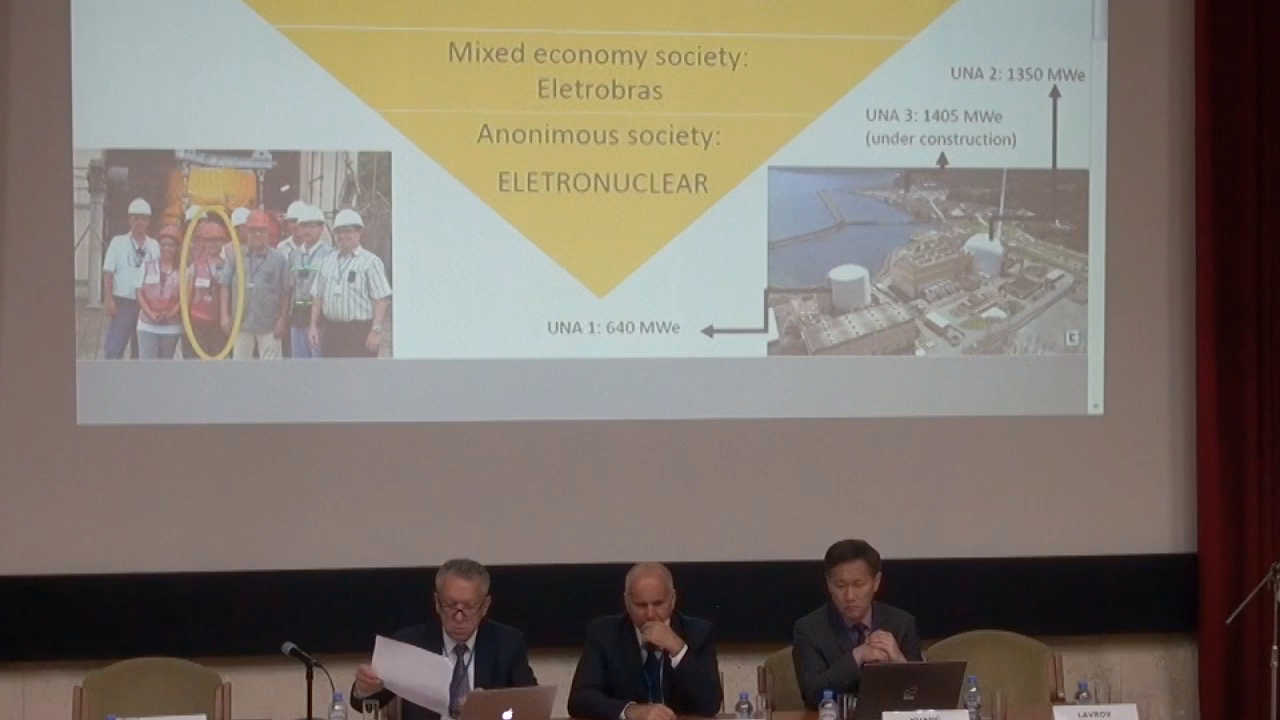 Mixed economy society:
Eletrobras
Anonimous society:
ELETRONUCLEAR
UNA 2: 1350 MWe
UNA 3: 1405 MWe
(under construction)
UNA 1: 640 MWe
LAVROV